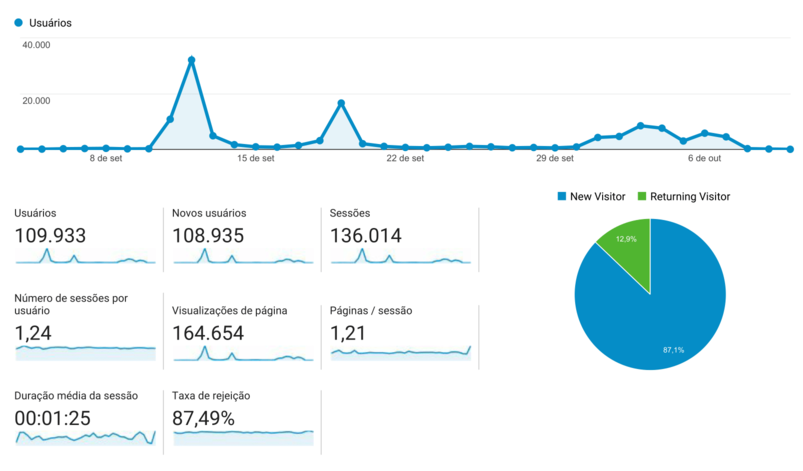 Usuários
40.000
20.000
8 de set
15 de set
22 de set
29 de set
6 de out
New Visitor
Returning Visitor
12,9%
87,1%
Usuários
109.933
Novos usuários
108.935
Sessões
136.014
Número de sessões por
usuário
1,24
Visualizações de página
164.654
Páginas / sessão
1,21
Duração média da sessão
00:01:25
Taxa de rejeição
87,49%